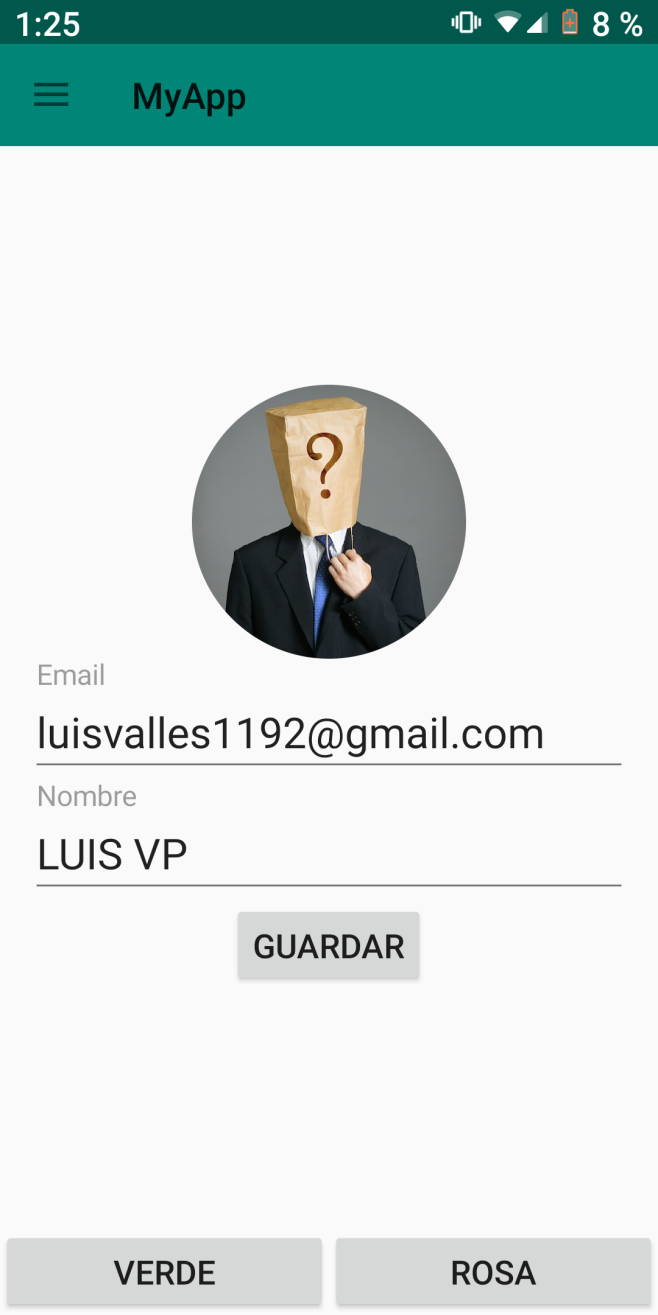 1:25 8 %
MyApp
?
Email
luisvalles1192@gmail.com
Nombre
LUIS VP
GUARDAR
VERDE ROSA